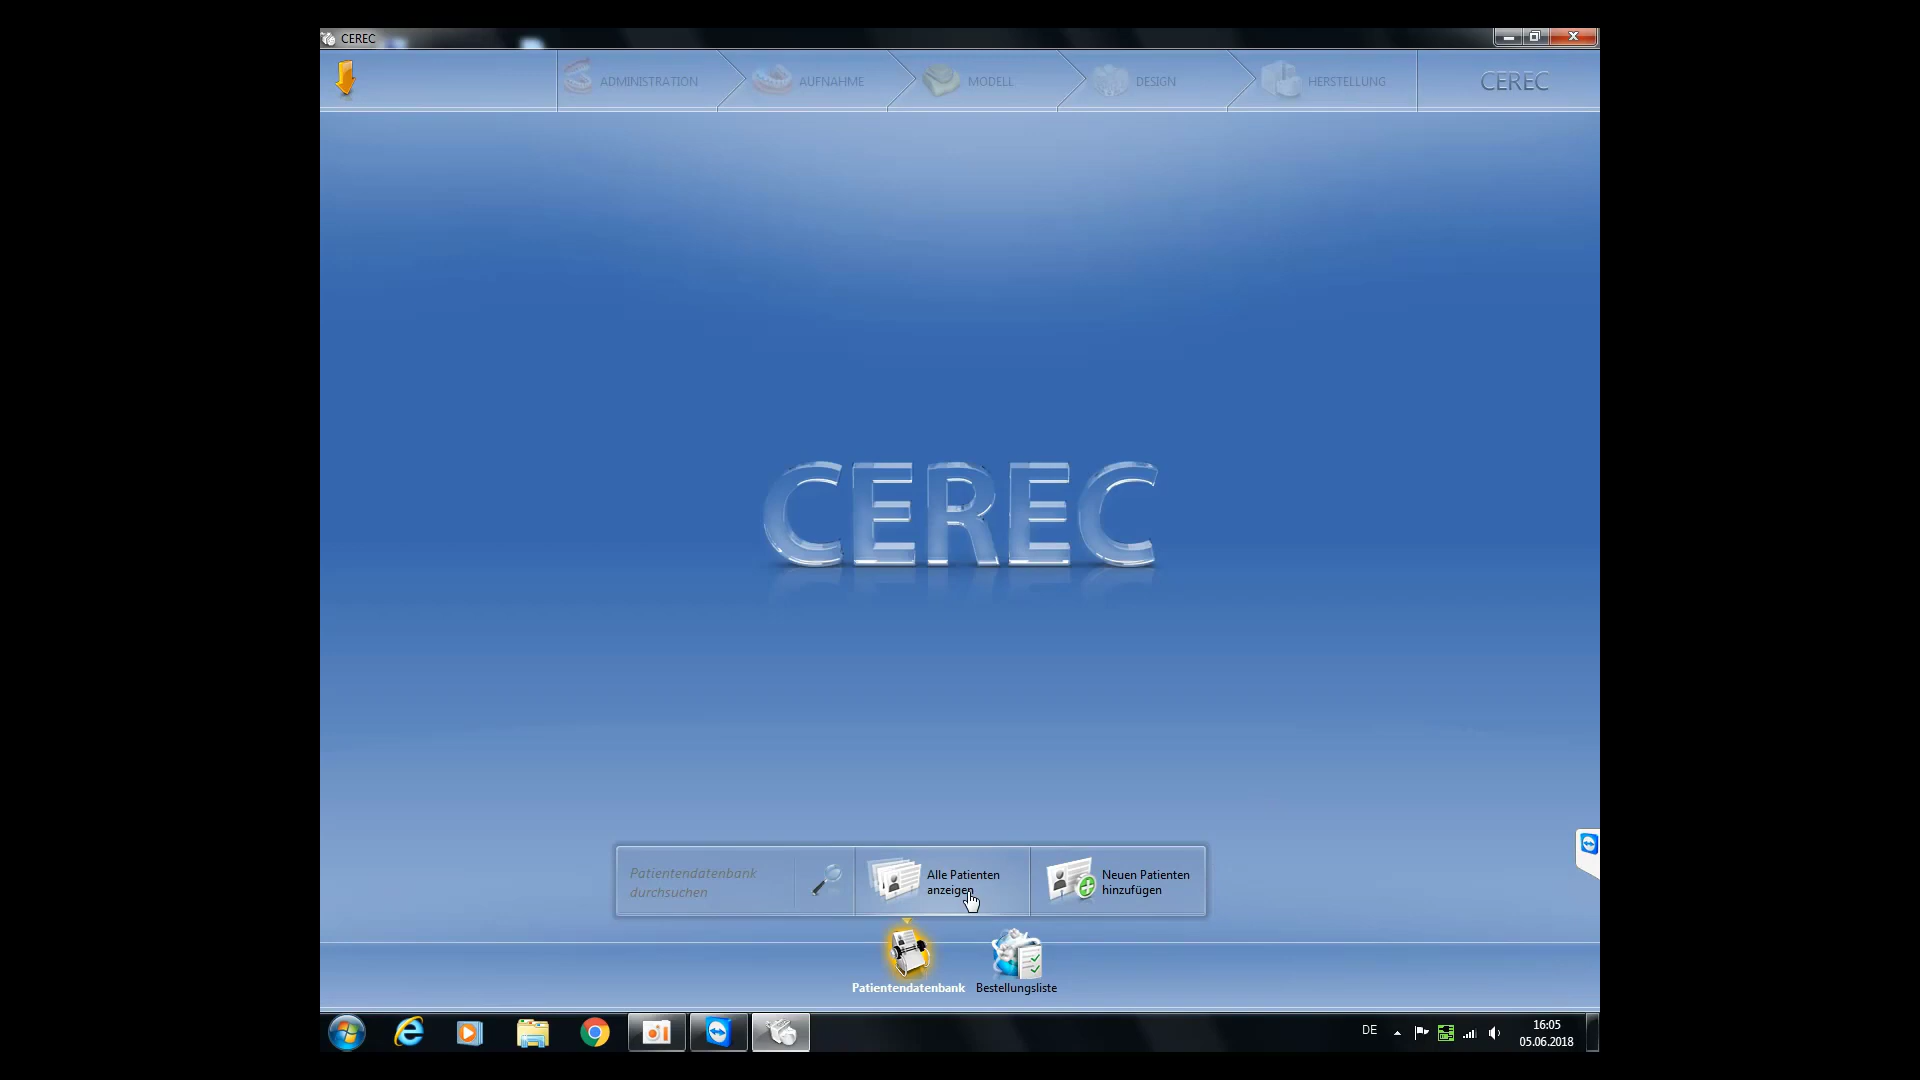 CEREC
ADMINISTRATION
AUFNAHME
MODELL
DESIGN
HERSTELLUNG
CEREC
CEREC
Patientendatenbank
durchsuchen
Alle Patienten
anzeigen
Neuen Patienten
hinzufügen
Patientendatenbank
Bestellungsliste
DE
16:05
05.06.2018